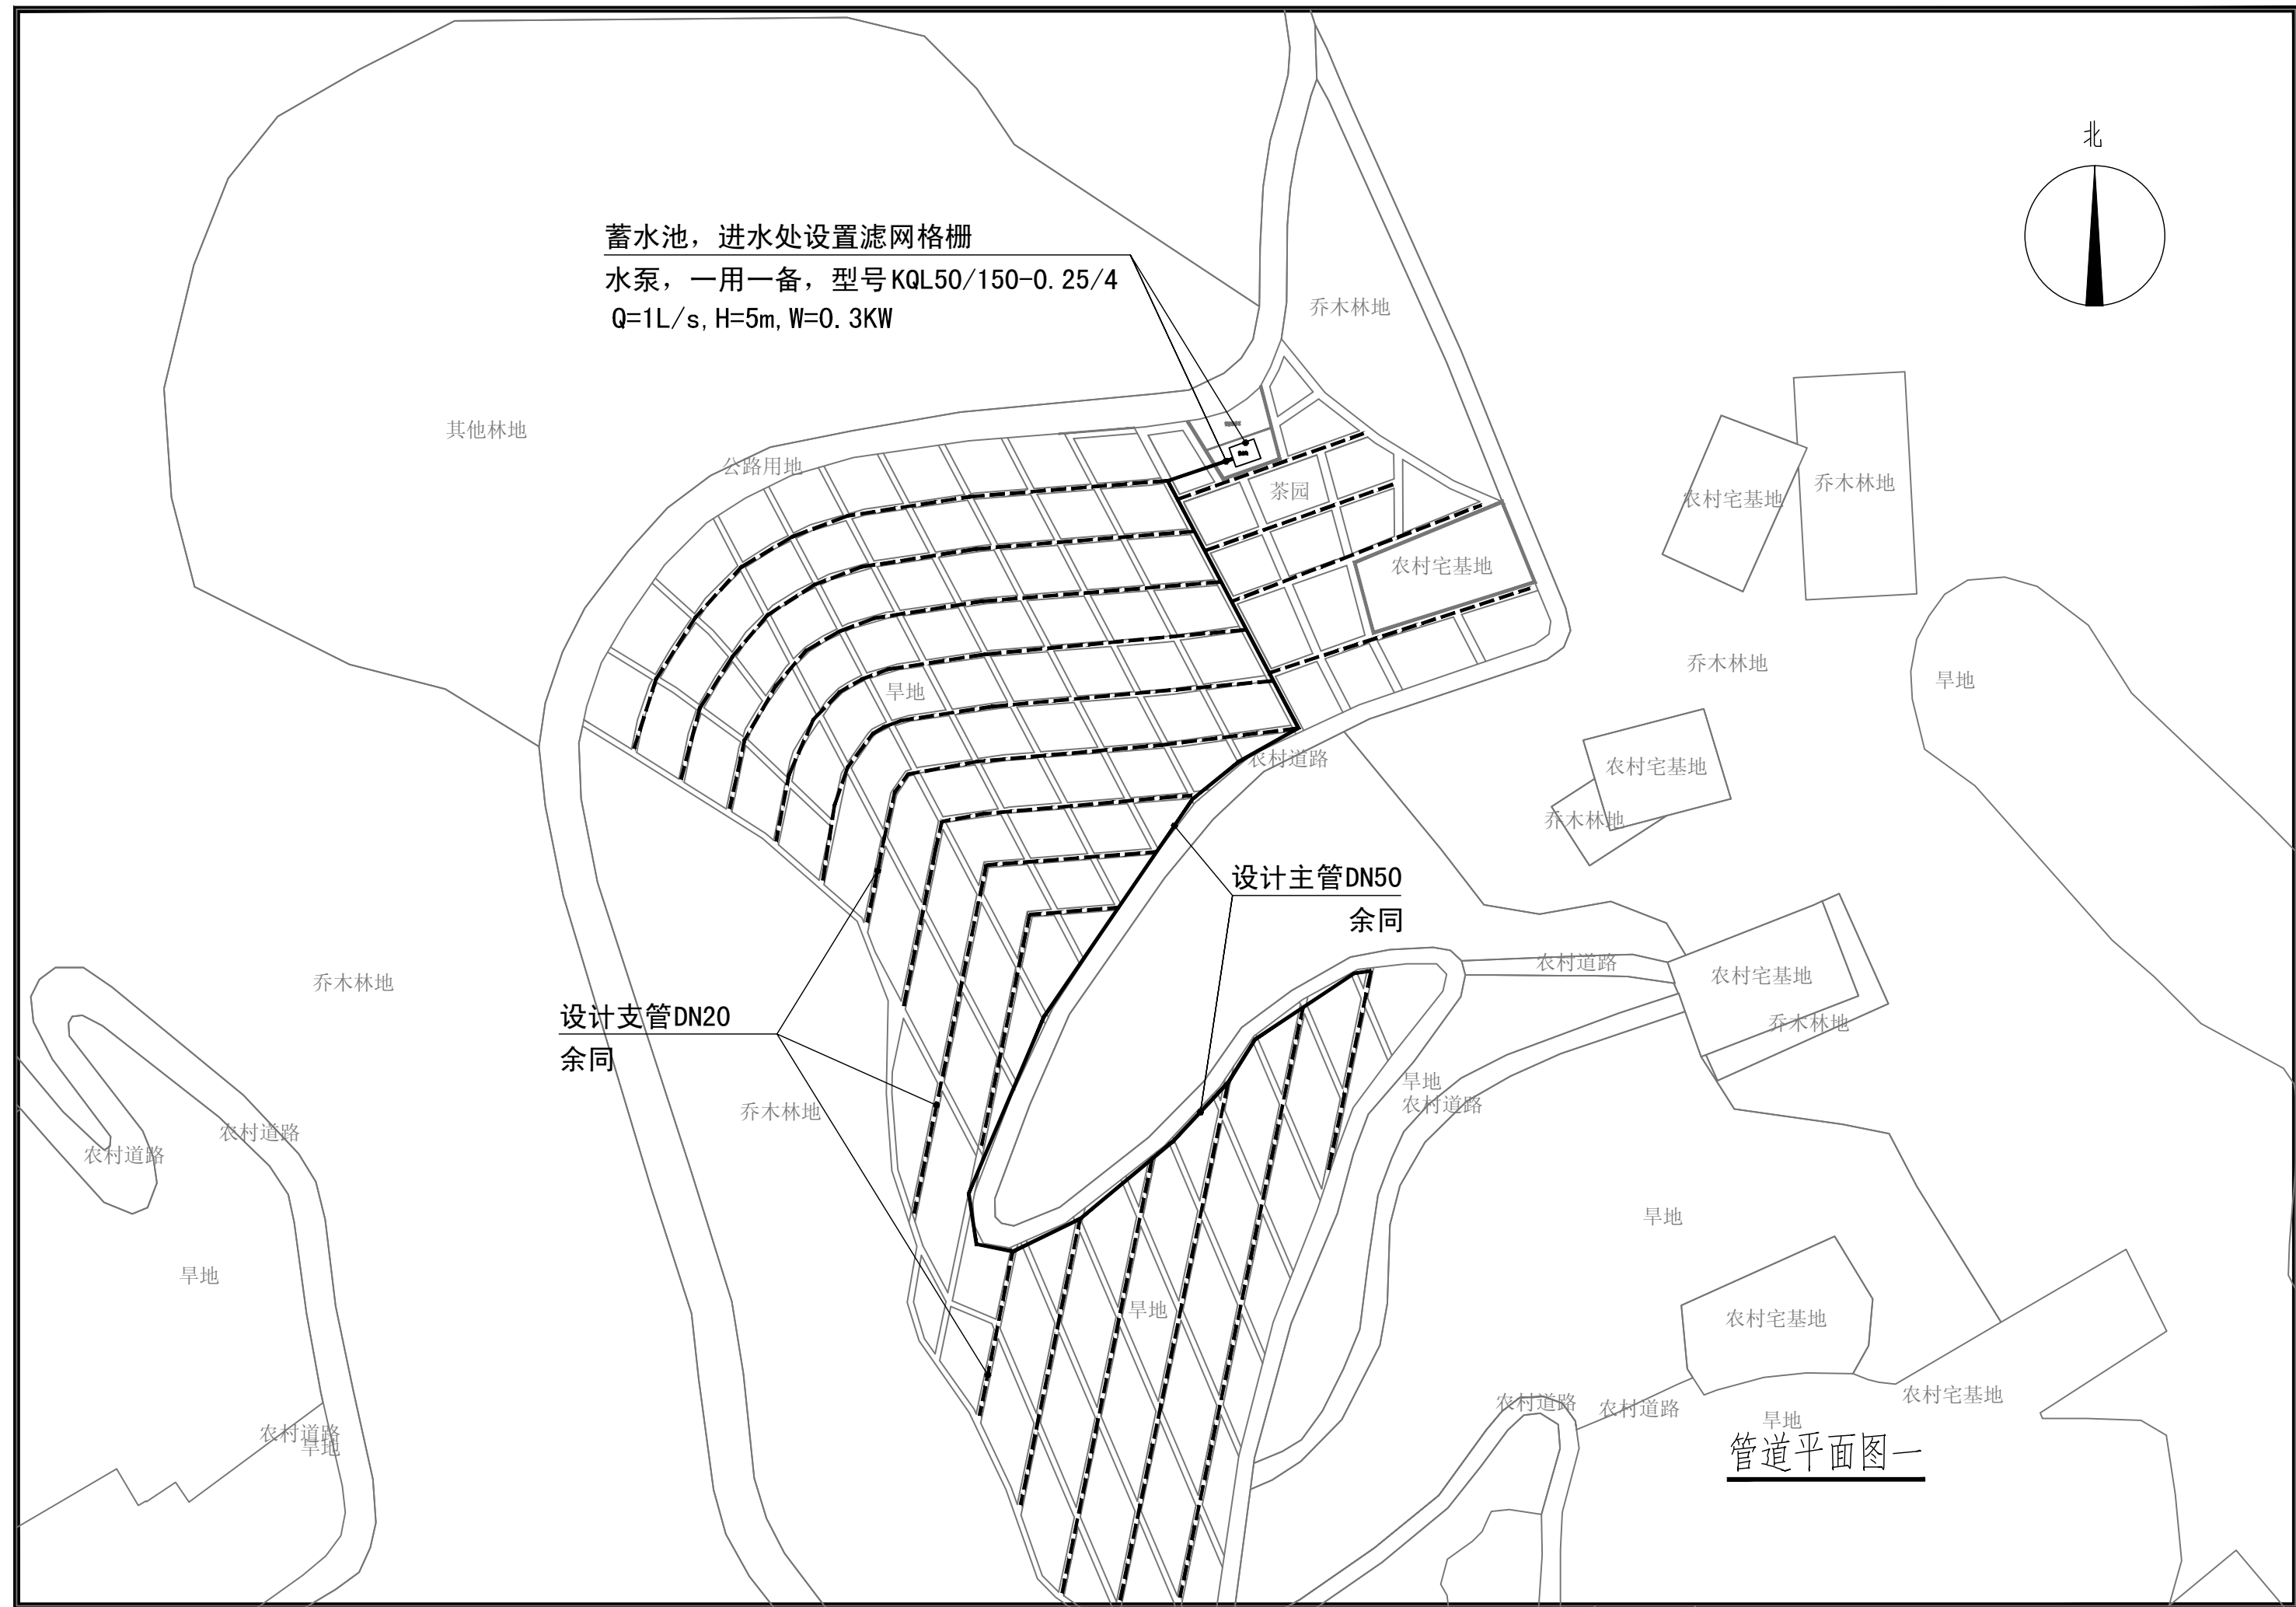 北
蓄水池，进水处设置滤网格栅
水泵，一用一备，型号KQL50/150-0.25/4
Q=1L/s,H=5m,W=0.3KW
乔木林地
其他林地
公路用地
茶园
农村宅基地
农村宅基地
乔木林地
乔木林地
旱地
旱地
农村道路
农村宅基地
乔木林地
设计主管DN50
余同
农村道路
农村宅基地
乔木林地
乔木林地
设计支管DN20
余同
乔木林地
旱地
农村道路
农村道路
农村道路
旱地
旱地
旱地
农村宅基地
农村道路
农村道路
农村宅基地
旱地
农村道路
旱地
管道平面图一